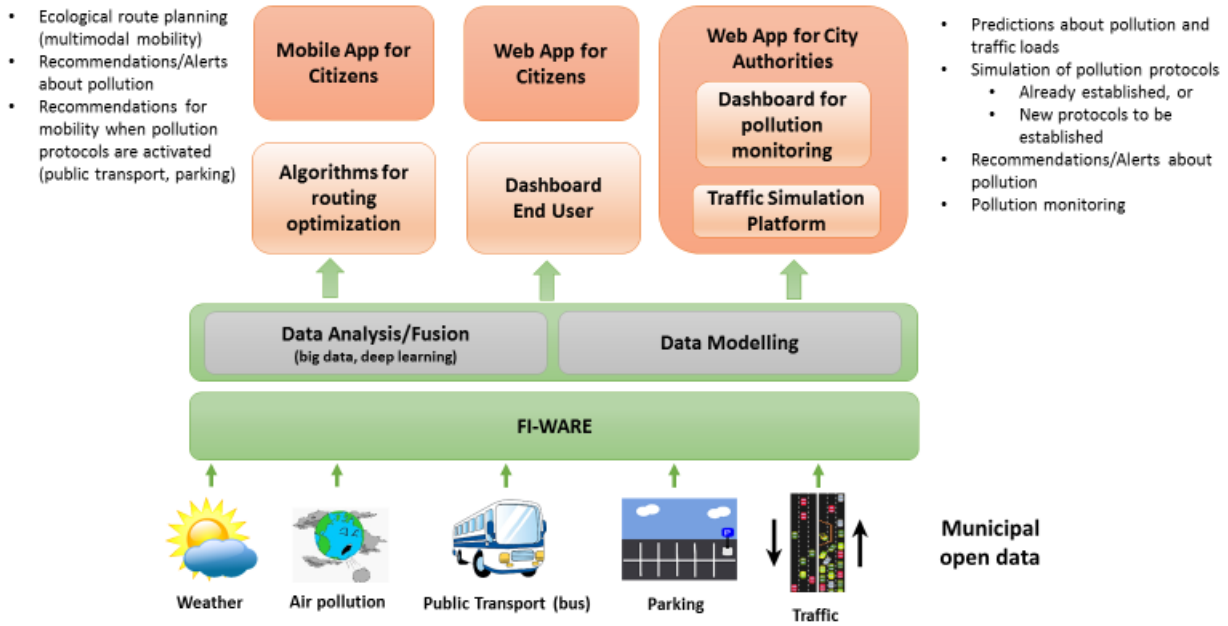 • Ecological route planning
(multimodal mobility)
• Recommendations/Alerts
about pollution
• Recommendations for
mobility when pollution
protocols are activated
(public transport, parking)
Mobile App for
Citizens
Web App for
Citizens
Web App for City
Authorities
Dashboard for
pollution
monitoring
Traffic Simulation
Platform
Algorithms for
routing
optimization
Dashboard
End User
• Predictions about pollution and
traffic loads
• Simulation of pollution protocols
• Already established, or
• New protocols to be
established
• Recommendations/Alerts about
pollution
• Pollution monitoring
Data Analysis/Fusion
(big data, deep learning)
Data Modelling
FI-WARE
P
Weather
Air pollution
Public Transport (bus)
Parking
Traffic
Municipal
open data